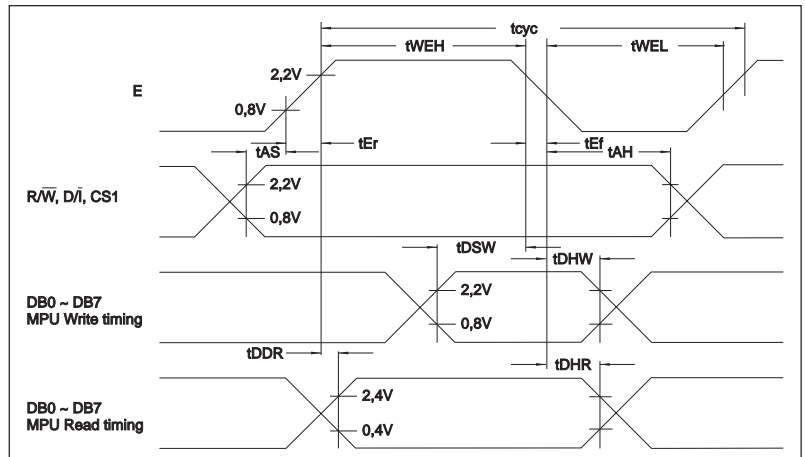 tcyc
tWEH
tWEL
2,2V
E
0,8V
tEr
tEf
tAS
tAH
R/W̅, D/I̅, CS1
2,2V
0,8V
tDSW
tDHW
2,2V
DB0 ~ DB7
MPU Write timing
0,8V
tDDR
tDHR
2,4V
DB0 ~ DB7
MPU Read timing
0,4V